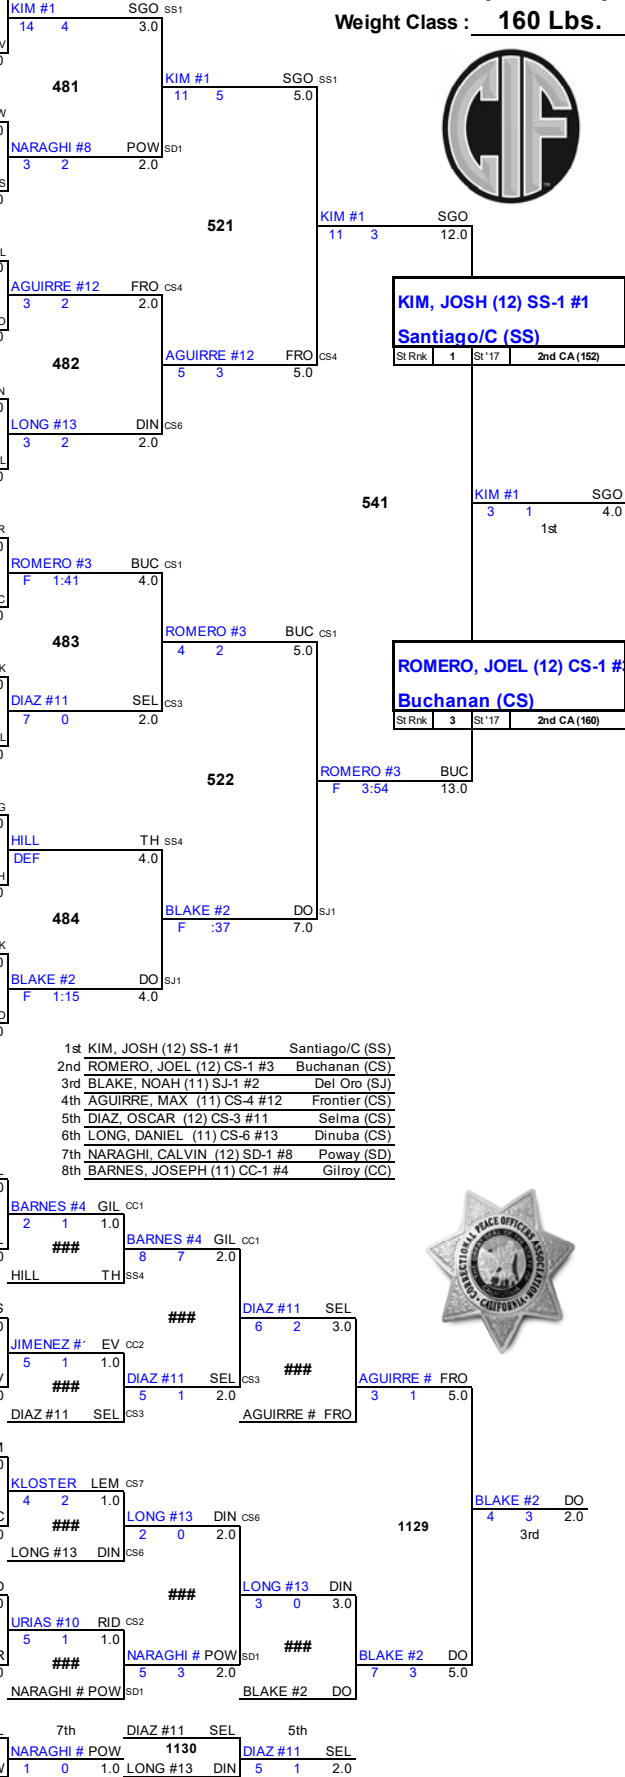 Weight Class : 160 Lbs.
CIF
KIM #1 SGO SS1
14 4 3.0
481
KIM #1 SGO SS1
11 5 5.0
NARAGHI #8 POW SD1
3 2 2.0
521
KIM #1 SGO
11 3 12.0
AGUIRRE #12 FRO CS4
3 2 2.0
KIM, JOSH (12) SS-1 #1
Santiago/C (SS)
St Rnk 1 St '17 2nd CA (152)
482
AGUIRRE #12 FRO CS4
5 3 5.0
LONG #13 DIN CS6
3 2 2.0
541
KIM #1 SGO
3 1 4.0
1st
ROMERO #3 BUC CS1
F 1:41 4.0
483
ROMERO #3 BUC CS1
4 2 5.0
ROMERO, JOEL (12) CS-1 #3
Buchanan (CS)
St Rnk 3 St '17 2nd CA (160)
DIAZ #11 SEL CS3
7 0 2.0
522
ROMERO #3 BUC
F 3:54 13.0
HILL TH SS4
DEF 4.0
484
BLAKE #2 DO SJ1
F :37 7.0
BLAKE #2 DO SJ1
F 1:15 4.0
1st KIM, JOSH (12) SS-1 #1 Santiago/C (SS)
2nd ROMERO, JOEL (12) CS-1 #3 Buchanan (CS)
3rd BLAKE, NOAH (11) SJ-1 #2 Del Oro (SJ)
4th AGUIRRE, MAX (11) CS-4 #12 Frontier (CS)
5th DIAZ, OSCAR (12) CS-3 #11 Selma (CS)
6th LONG, DANIEL (11) CS-6 #13 Dinuba (CS)
7th NARAGHI, CALVIN (12) SD-1 #8 Poway (SD)
8th BARNES, JOSEPH (11) CC-1 #4 Gilroy (CC)
CORRECTIONAL PEACE OFFICERS ASSOCIATION
CALIFORNIA
BARNES #4 GIL CC1
2 1 1.0
###
BARNES #4 GIL CC1
8 7 2.0
HILL TH SS4
###
DIAZ #11 SEL
6 2 3.0
JIMENEZ #1 EV CC2
5 1 1.0
###
DIAZ #11 SEL CS3
5 1 2.0
###
AGUIRRE # FRO
3 1 5.0
DIAZ #11 SEL CS3
AGUIRRE # FRO
KLOSTER LEM CS7
4 2 1.0
###
LONG #13 DIN CS6
2 0 2.0
LONG #13 DIN CS6
1129
BLAKE #2 DO
4 3 2.0
3rd
###
LONG #13 DIN
3 0 3.0
URIAS #10 RID CS2
5 1 1.0
###
NARAGHI # POW SD1
5 3 2.0
###
BLAKE #2 DO
7 3 5.0
NARAGHI # POW SD1
BLAKE #2 DO
7th DIAZ #11 SEL 5th
NARAGHI # POW 1130 DIAZ #11 SEL
1 0 1.0 LONG #13 DIN 5 1 2.0